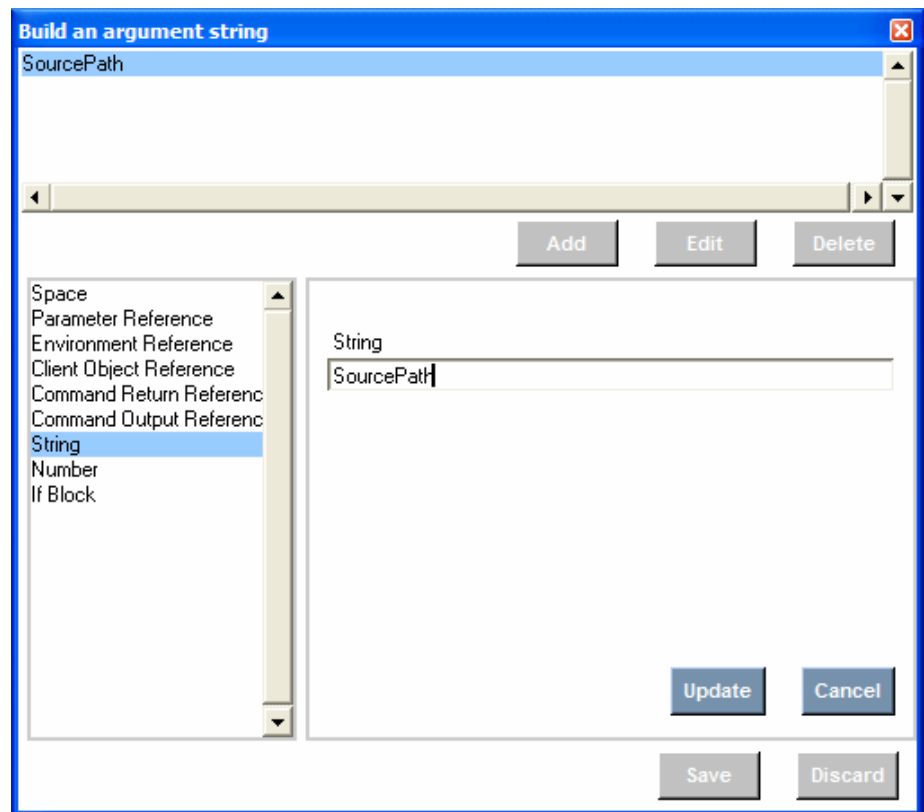 Build an argument string
SourcePath
Add Edit Delete
Space
Parameter Reference
Environment Reference
Client Object Reference
Command Return Referenc
Command Output Referenc
String
Number
If Block
String
SourcePath
Update Cancel
Save Discard